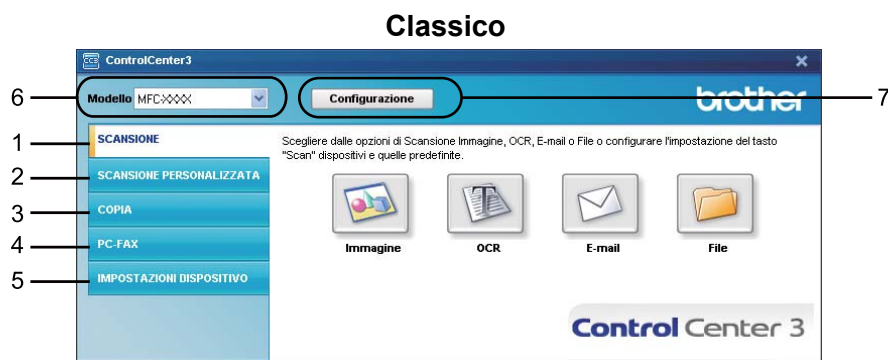 Classico
ControlCenter3
6
Modello MFC-XXXX
Configurazione
brother
7
1
SCANSIONE
Scegliere dalle opzioni di Scansione Immagine, OCR, E-mail o File o configurare l'impostazione del tasto
"Scan" dispositivi e quelle predefinite.
2
SCANSIONE PERSONALIZZATA
3
COPIA
4
PC-FAX
5
IMPOSTAZIONI DISPOSITIVO
Immagine
OCR
E-mail
File
Control Center 3